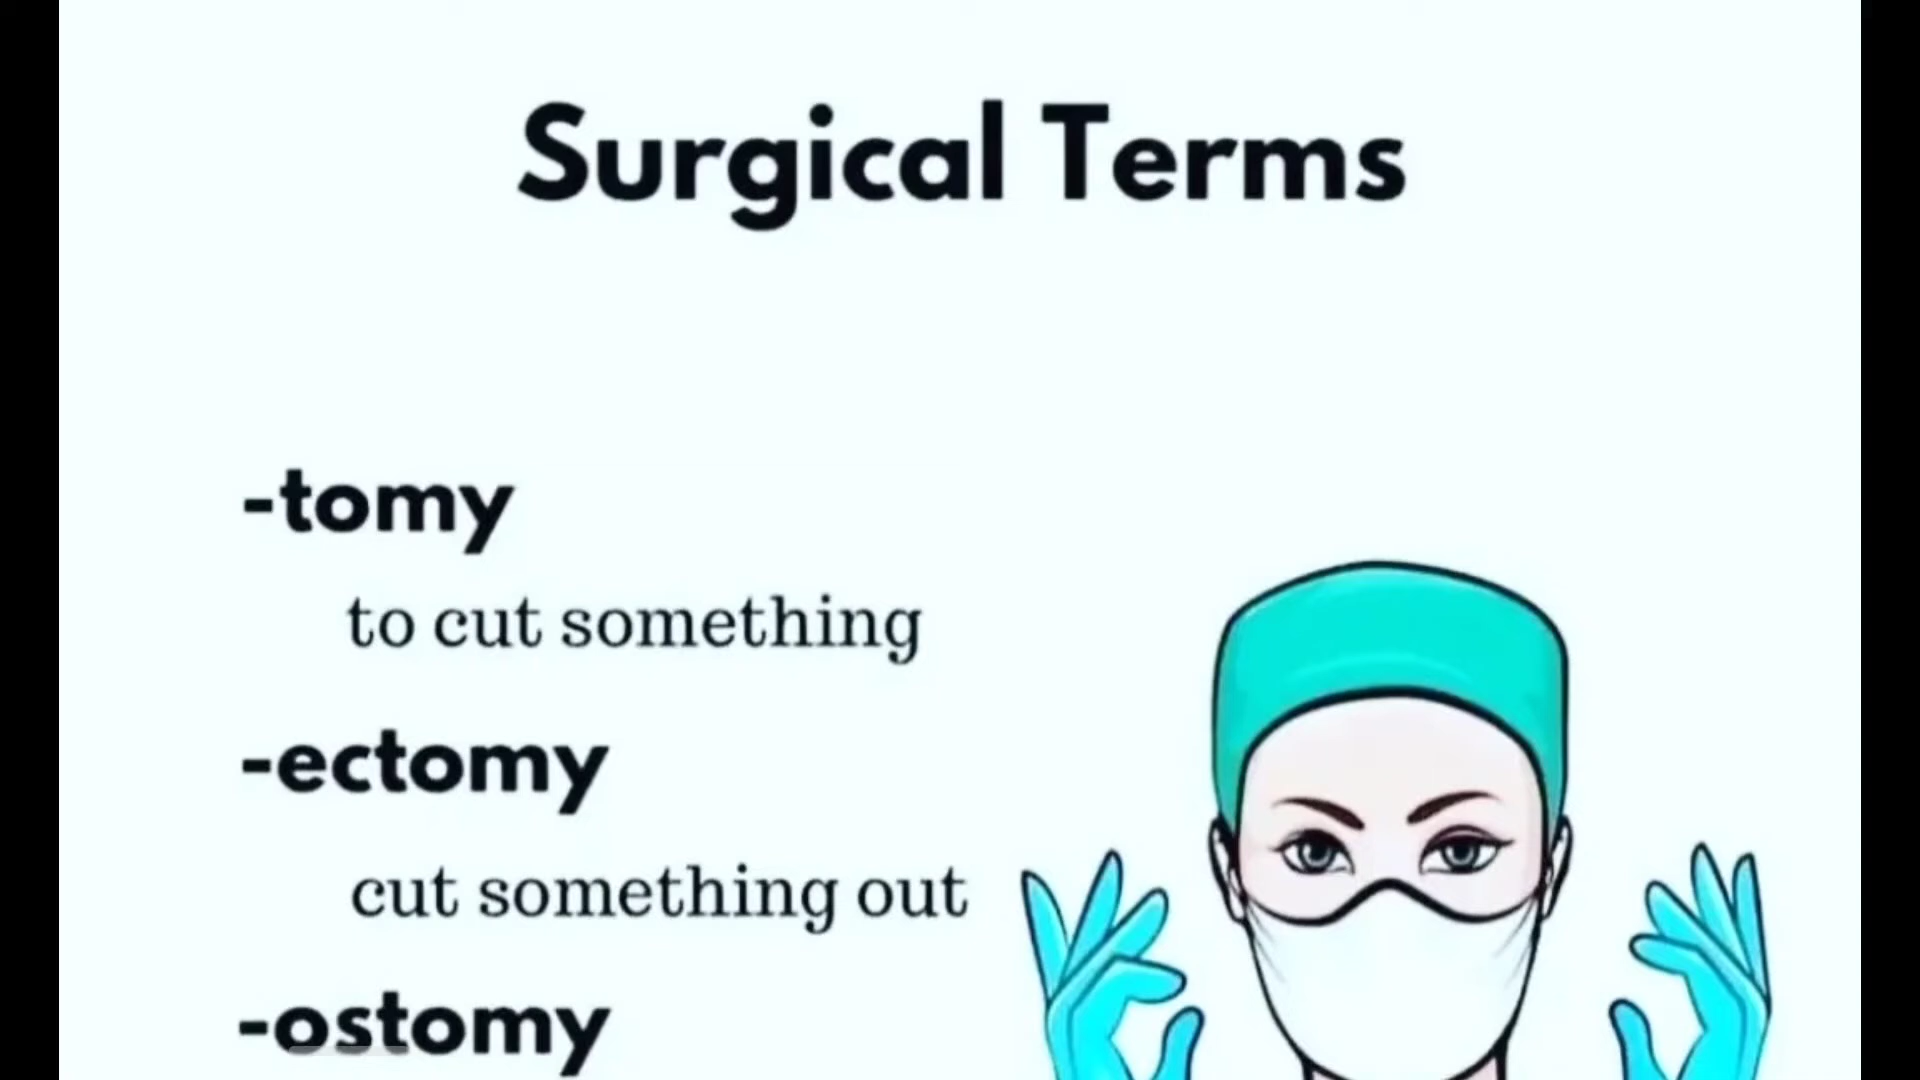 Surgical Terms
-tomy
to cut something
-ectomy
cut something out
-ostomy